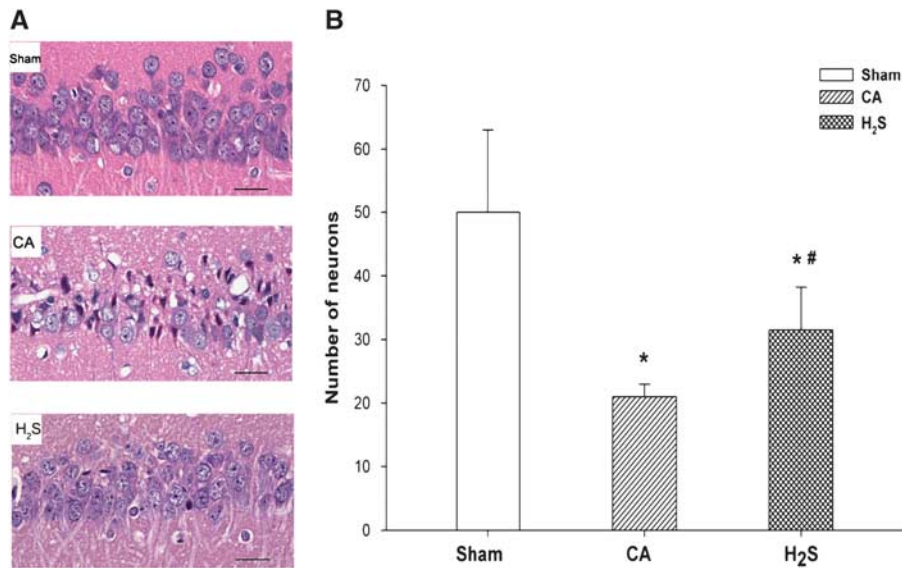 A
Sham
CA
H₂S
B
Sham
CA
H₂S
Number of neurons
70
60
50
40
30
20
10
0
*
* #
Sham
CA
H₂S